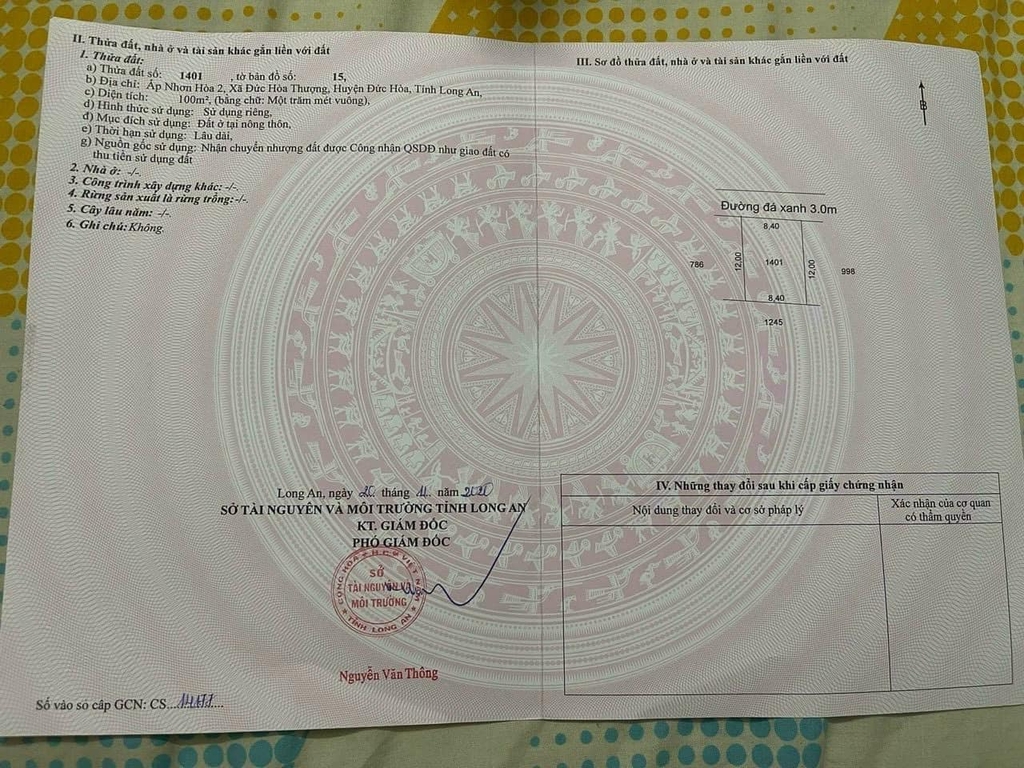 II. Thửa đất, nhà ở và tài sản khác gắn liền với đất
1. Thửa đất:
a) Thửa đất số: 1401 , tờ bản đồ số: 15,
b) Địa chỉ: Ấp Nhơn Hòa 2, Xã Đức Hòa Thượng, Huyện Đức Hòa, Tỉnh Long An,
c) Diện tích: 100m², (bằng chữ: Một trăm mét vuông),
d) Hình thức sử dụng: Sử dụng riêng,
đ) Mục đích sử dụng: Đất ở tại nông thôn,
e) Thời hạn sử dụng: Lâu dài,
g) Nguồn gốc sử dụng: Nhận chuyển nhượng đất được Công nhận QSDĐ như giao đất có
thu tiền sử dụng đất
2. Nhà ở: -/-.
3. Công trình xây dựng khác: -/-.
4. Rừng sản xuất là rừng trồng:-/-.
5. Cây lâu năm: -/-.
6. Ghi chú: Không.
Long An, ngày 20 tháng 11 năm 2020
SỞ TÀI NGUYÊN VÀ MÔI TRƯỜNG TỈNH LONG AN
KT. GIÁM ĐỐC
PHÓ GIÁM ĐỐC
CỘNG HÒA X.H.C.N VIỆT NAM
SỞ
TÀI NGUYÊN VÀ
MÔI TRƯỜNG
TỈNH LONG AN
Nguyễn Văn Thông
Số vào sổ cấp GCN: CS
III. Sơ đồ thửa đất, nhà ở và tài sản khác gắn liền với đất
B
Đường đá xanh 3.0m
8,40
786
12,00
1401
12,00
998
8,40
1245
IV. Những thay đổi sau khi cấp giấy chứng nhận
Nội dung thay đổi và cơ sở pháp lý
Xác nhận của cơ quan
có thẩm quyền